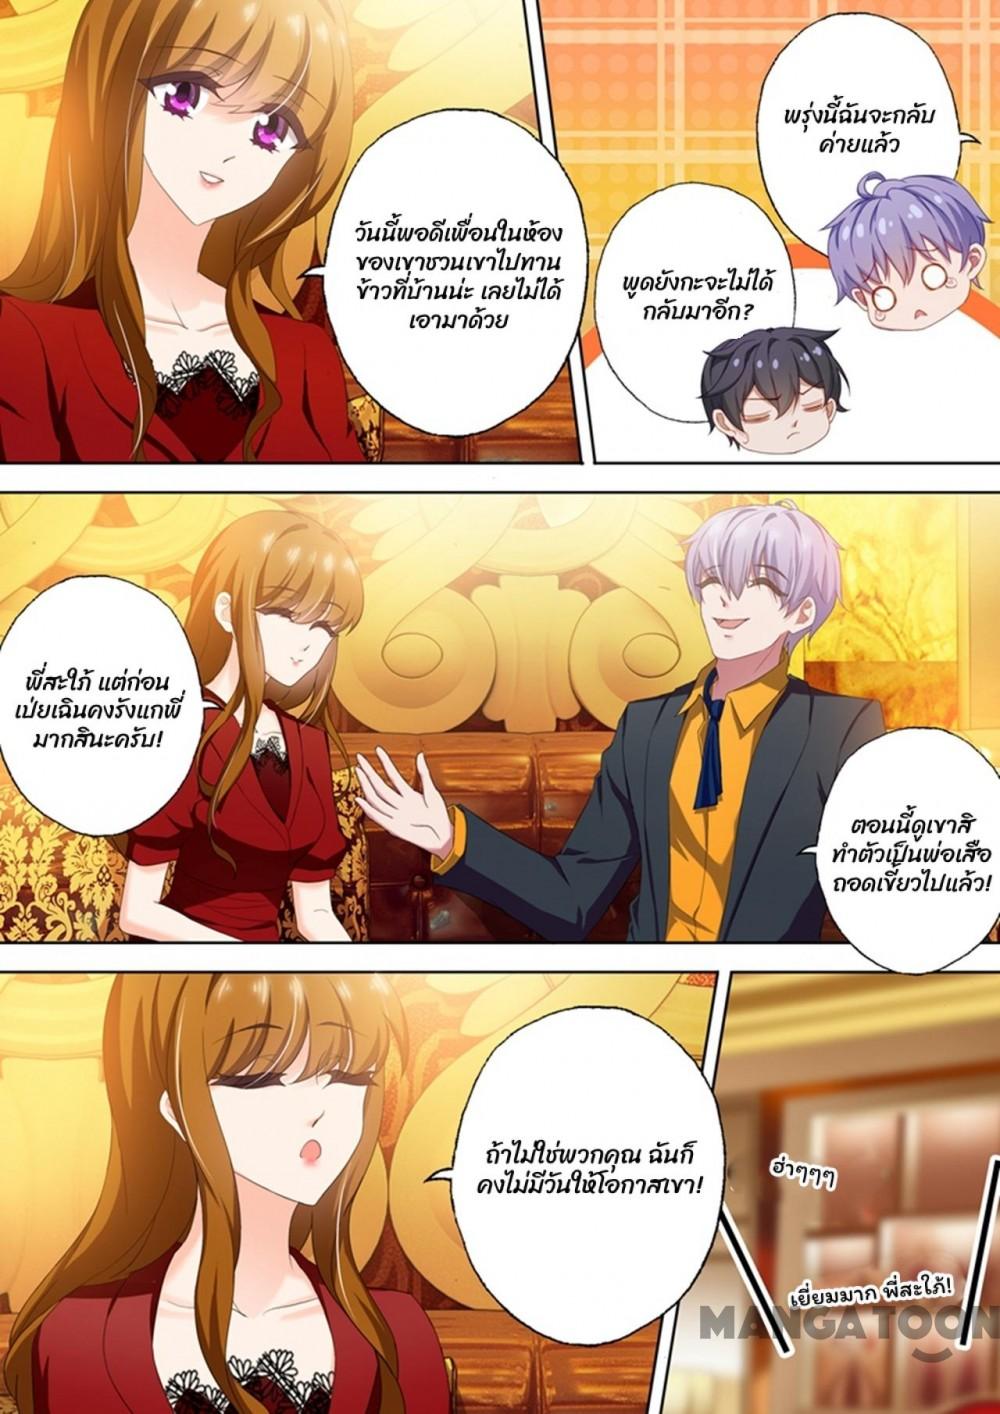 วันนี้พอดีเพื่อนในห้อง
ของเขาชวนเขาไปทาน
ข้าวที่บ้านน่ะ เลยไม่ได้
เอามาด้วย
พรุ่งนี้ฉันจะกลับ
ค่ายแล้ว
พูดยังกะจะไม่ได้
กลับมาอีก?
พี่สะใภ้ แต่ก่อน
เป่ยเฉินคงรังแกพี่
มากสินะครับ!
ตอนนี้ดูเขาสิ
ทำตัวเป็นพ่อเสือ
ถอดเขี้ยวไปแล้ว!
ถ้าไม่ใช่พวกคุณ ฉันก็
คงไม่มีวันให้โอกาสเขา!
ฮ่าๆๆๆ
เยี่ยมมาก พี่สะใภ้!
MANGATOON